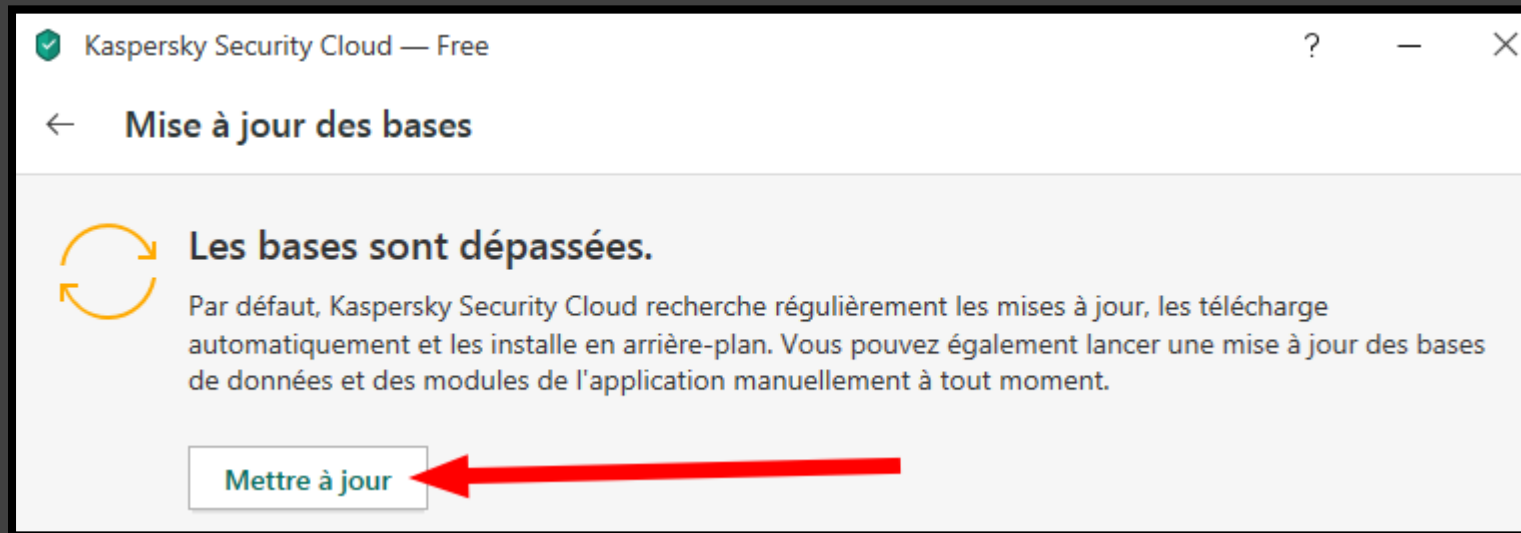 Kaspersky Security Cloud — Free
?
Mise à jour des bases
Les bases sont dépassées.
Par défaut, Kaspersky Security Cloud recherche régulièrement les mises à jour, les télécharge
automatiquement et les installe en arrière-plan. Vous pouvez également lancer une mise à jour des bases
de données et des modules de l'application manuellement à tout moment.
Mettre à jour